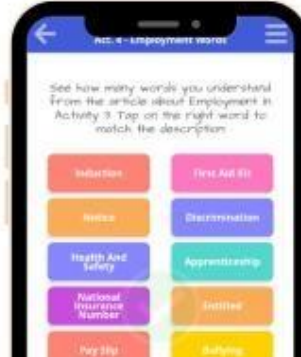 Act. 4 - Employment Words
See how many words you understand
from the article about Employment in
Activity 3. Tap on the right word to
match the description
Induction
First Aid Kit
Notice
Discrimination
Health And
Safety
Apprenticeship
National
Insurance
Number
Entitled
Pay Slip
Bullying